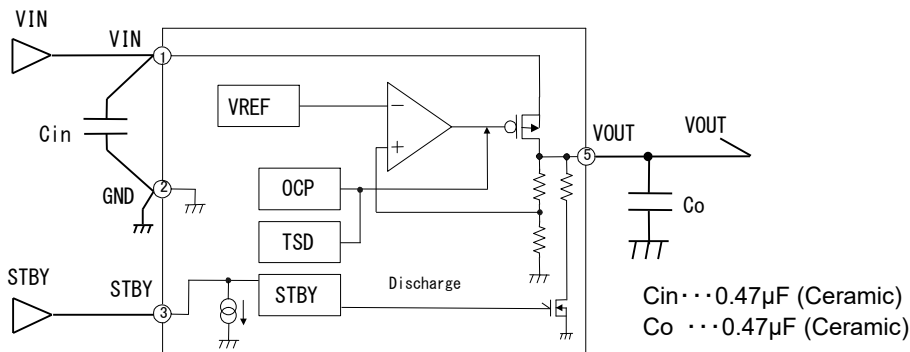 VIN
VIN
1
VREF
−
+
VOUT
5
VOUT
Cin
GND
2
OCP
TSD
Co
STBY
STBY
3
STBY
Discharge
Cin···0.47µF (Ceramic)
Co ···0.47µF (Ceramic)